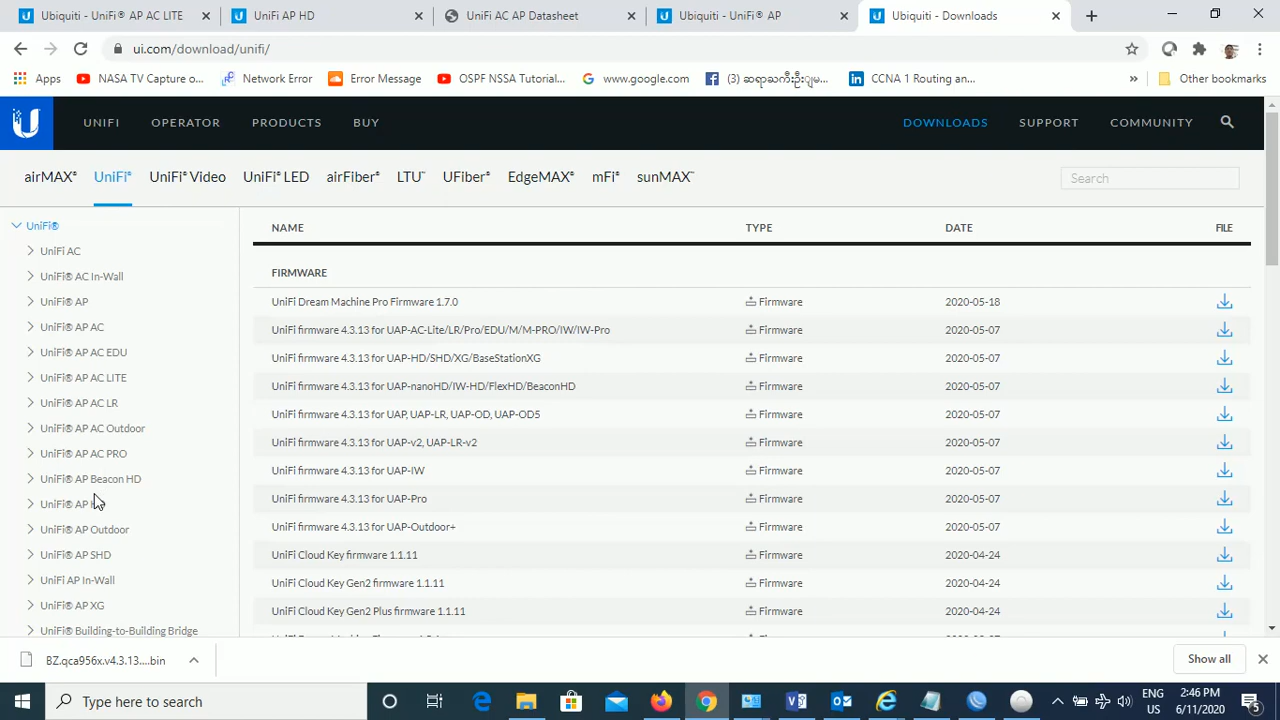 Ubiquiti - UniFi® AP AC LITE
UniFi AP HD
UniFi AC AP Datasheet
Ubiquiti - UniFi® AP
Ubiquiti - Downloads
ui.com/download/unifi/
Apps
NASA TV Capture o...
Network Error
Error Message
OSPF NSSA Tutorial...
www.google.com
(3) ဆရာႀကီးဦးျမ...
CCNA 1 Routing an...
»
Other bookmarks
UNIFI
OPERATOR
PRODUCTS
BUY
DOWNLOADS
SUPPORT
COMMUNITY
airMAX®
UniFi®
UniFi® Video
UniFi® LED
airFiber®
LTU™
UFiber®
EdgeMAX®
mFi®
sunMAX™
Search
UniFi®
UniFi AC
UniFi® AC In-Wall
UniFi® AP
UniFi® AP AC
UniFi® AP AC EDU
UniFi® AP AC LITE
UniFi® AP AC LR
UniFi® AP AC Outdoor
UniFi® AP AC PRO
UniFi® AP Beacon HD
UniFi® AP
UniFi® AP Outdoor
UniFi® AP SHD
UniFi AP In-Wall
UniFi® AP XG
UniFi® Building-to-Building Bridge
NAME TYPE DATE FILE
FIRMWARE
UniFi Dream Machine Pro Firmware 1.7.0 Firmware 2020-05-18
UniFi firmware 4.3.13 for UAP-AC-Lite/LR/Pro/EDU/M/M-PRO/IW/IW-Pro Firmware 2020-05-07
UniFi firmware 4.3.13 for UAP-HD/SHD/XG/BaseStationXG Firmware 2020-05-07
UniFi firmware 4.3.13 for UAP-nanoHD/IW-HD/FlexHD/BeaconHD Firmware 2020-05-07
UniFi firmware 4.3.13 for UAP, UAP-LR, UAP-OD, UAP-OD5 Firmware 2020-05-07
UniFi firmware 4.3.13 for UAP-v2, UAP-LR-v2 Firmware 2020-05-07
UniFi firmware 4.3.13 for UAP-IW Firmware 2020-05-07
UniFi firmware 4.3.13 for UAP-Pro Firmware 2020-05-07
UniFi firmware 4.3.13 for UAP-Outdoor+ Firmware 2020-05-07
UniFi Cloud Key firmware 1.1.11 Firmware 2020-04-24
UniFi Cloud Key Gen2 firmware 1.1.11 Firmware 2020-04-24
UniFi Cloud Key Gen2 Plus firmware 1.1.11 Firmware 2020-04-24
BZ.qca956x.v4.3.13....bin
Show all
Type here to search
ENG
US
2:46 PM
6/11/2020
5